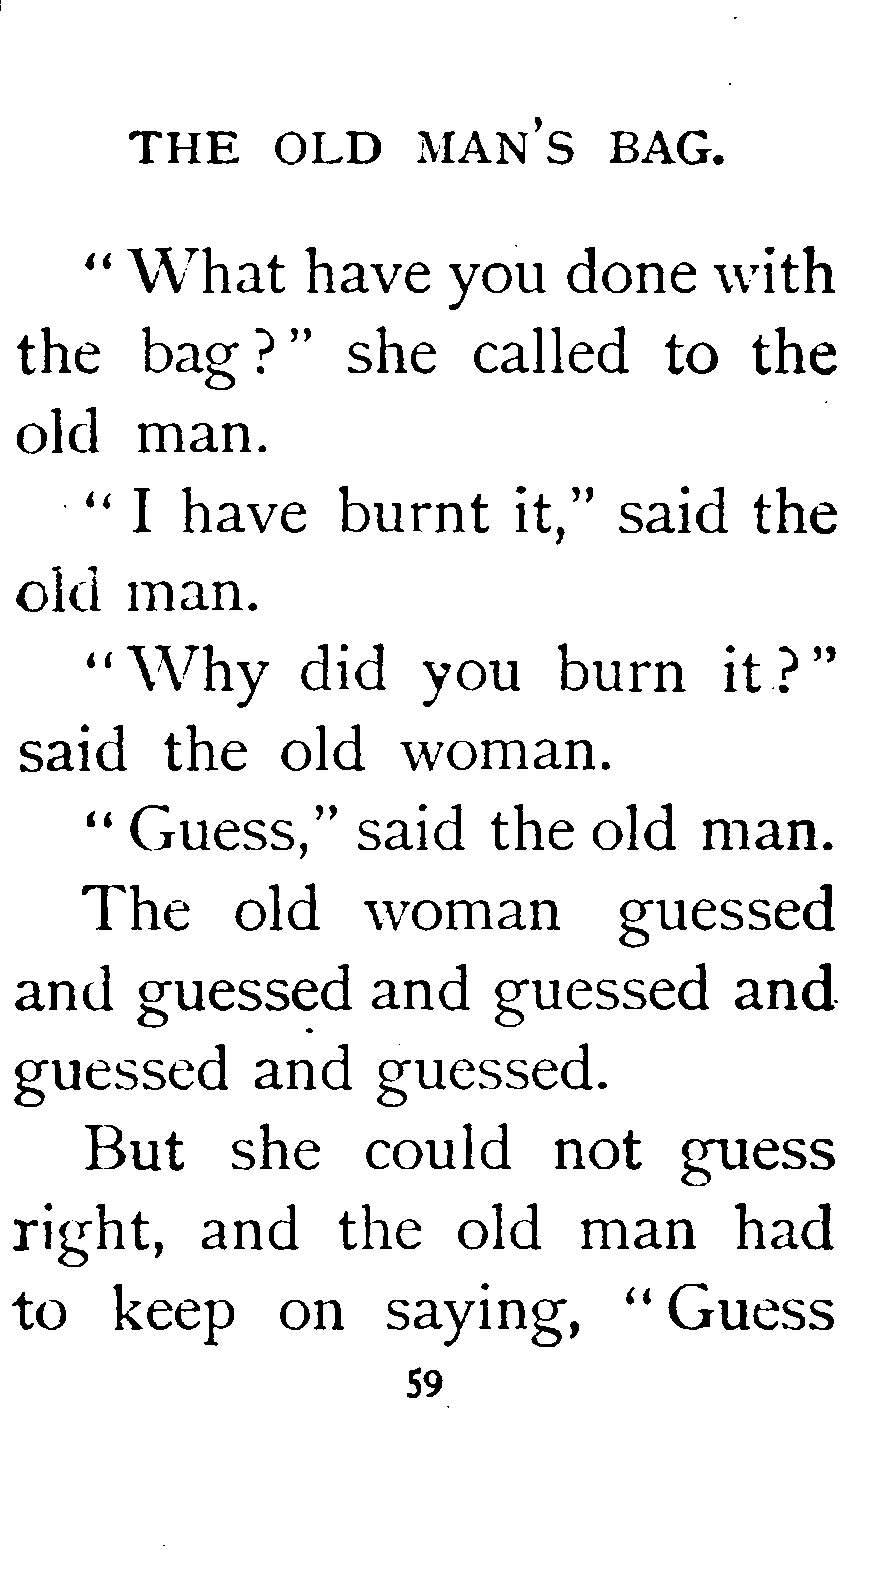 THE OLD MAN'S BAG.
“ What have you done with
the bag ? ” she called to the
old man.
“ I have burnt it,” said the
old man.
“ Why did you burn it ? ”
said the old woman.
“ Guess,” said the old man.
The old woman guessed
and guessed and guessed and
guessed and guessed.
But she could not guess
right, and the old man had
to keep on saying, “ Guess
59